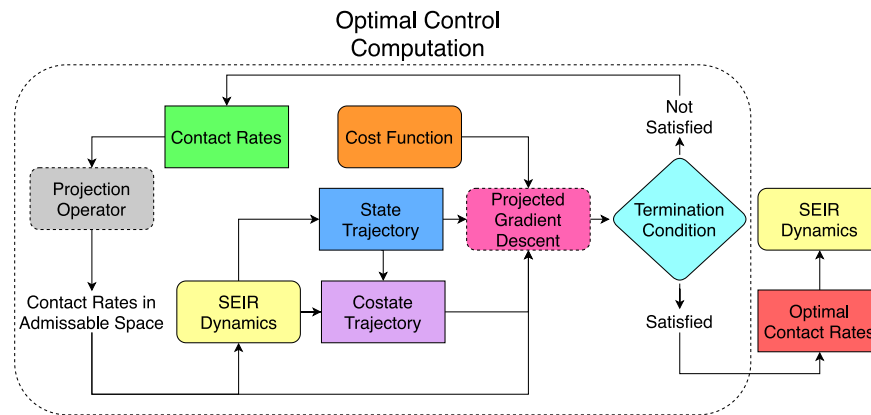 Optimal Control
Computation
Contact Rates
Cost Function
Not
Satisfied
Projection
Operator
State
Trajectory
Projected
Gradient
Descent
Termination
Condition
SEIR
Dynamics
Contact Rates in
Admissable Space
SEIR
Dynamics
Costate
Trajectory
Satisfied
Optimal
Contact Rates